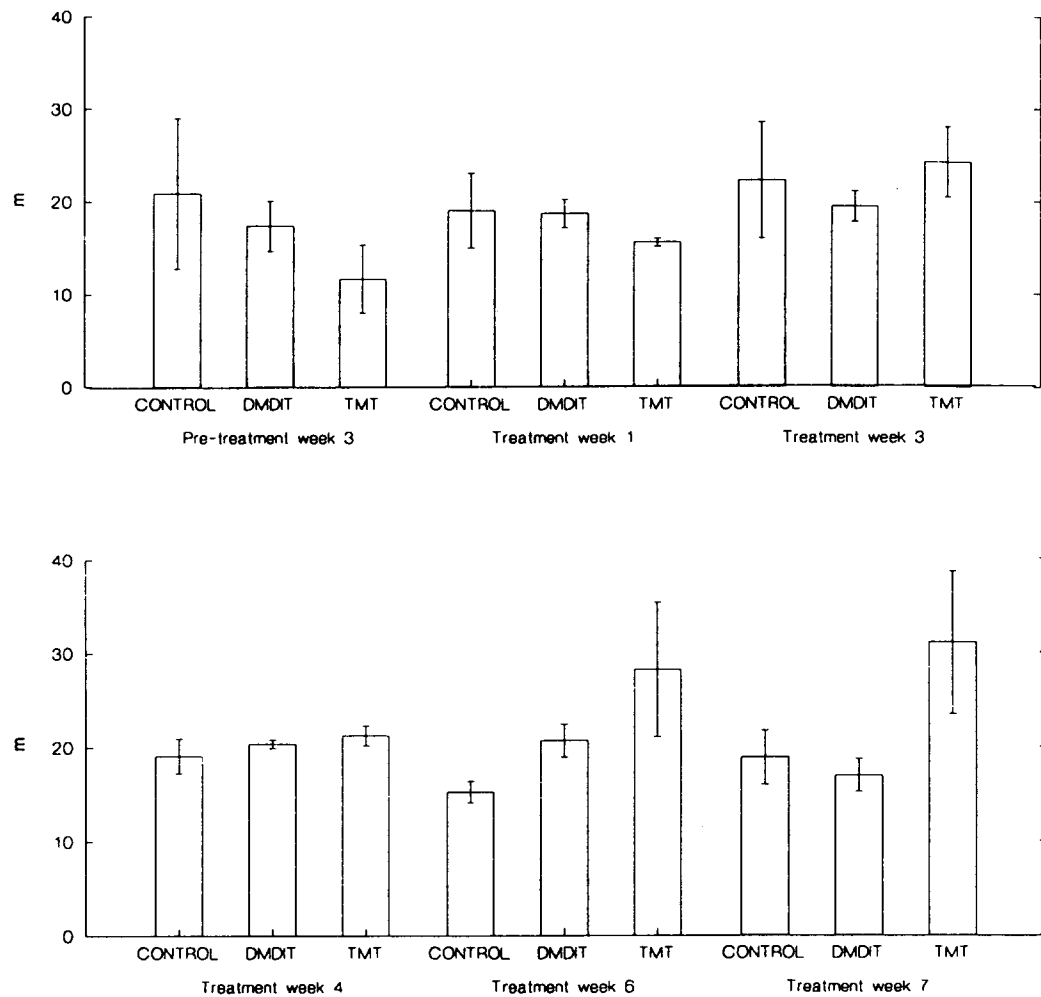 40
30
m
20
10
0
CONTROL DMDIT TMT CONTROL DMDIT TMT CONTROL DMDIT TMT
Pre-treatment week 3 Treatment week 1 Treatment week 3
40
30
m
20
10
0
CONTROL DMDIT TMT CONTROL DMDIT TMT CONTROL DMDIT TMT
Treatment week 4 Treatment week 6 Treatment week 7